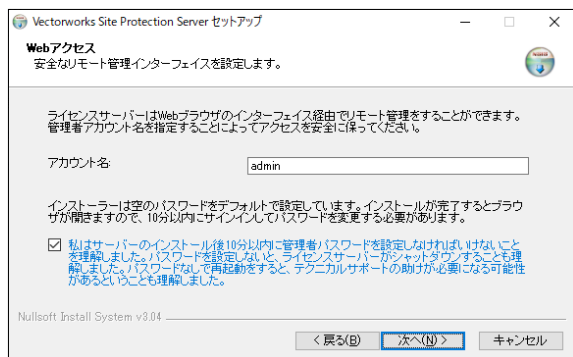 Vectorworks Site Protection Server セットアップ
Webアクセス
安全なリモート管理インターフェイスを設定します。
ライセンスサーバーはWebブラウザのインターフェイス経由でリモート管理をすることができます。
管理者アカウント名を指定することによってアクセスを安全に保ってください。
アカウント名:
admin
インストーラーは空のパスワードをデフォルトで設定しています。インストールが完了するとブラウ
ザが開きますので、10分以内にサインインしてパスワードを変更する必要があります。
私はサーバーのインストール後10分以内に管理者パスワードを設定しなければいけないこと
を理解しました。パスワードを設定しないと、ライセンスサーバーがシャットダウンすることも理
解しました。パスワードなしで再起動をすると、テクニカルサポートの助けが必要になる可能性
があるということも理解しました。
Nullsoft Install System v3.04
< 戻る(B)
次へ(N) >
キャンセル